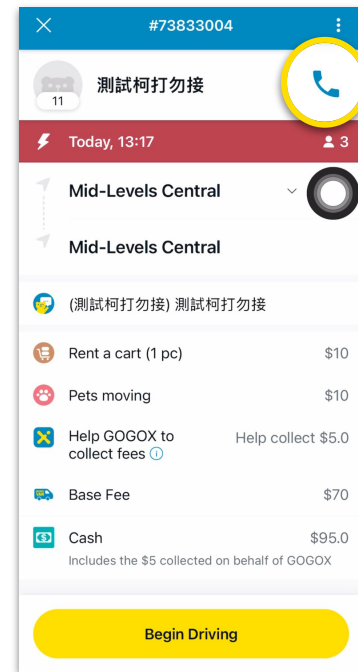 #73833004
測試柯打勿接
11
Today, 13:17
3
Mid-Levels Central
Mid-Levels Central
(測試柯打勿接) 測試柯打勿接
Rent a cart (1 pc) $10
Pets moving $10
Help GOGOX to Help collect $5.0
collect fees
Base Fee $70
Cash $95.0
Includes the $5 collected on behalf of GOGOX
Begin Driving